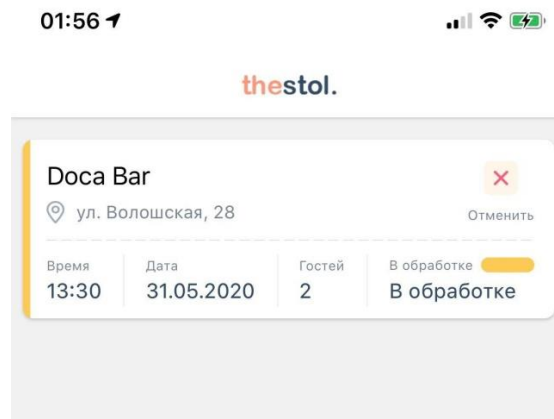 01:56
thestol.
Doca Bar
ул. Волошская, 28
Отменить
Время Дата Гостей В обработке
13:30 31.05.2020 2 В обработке